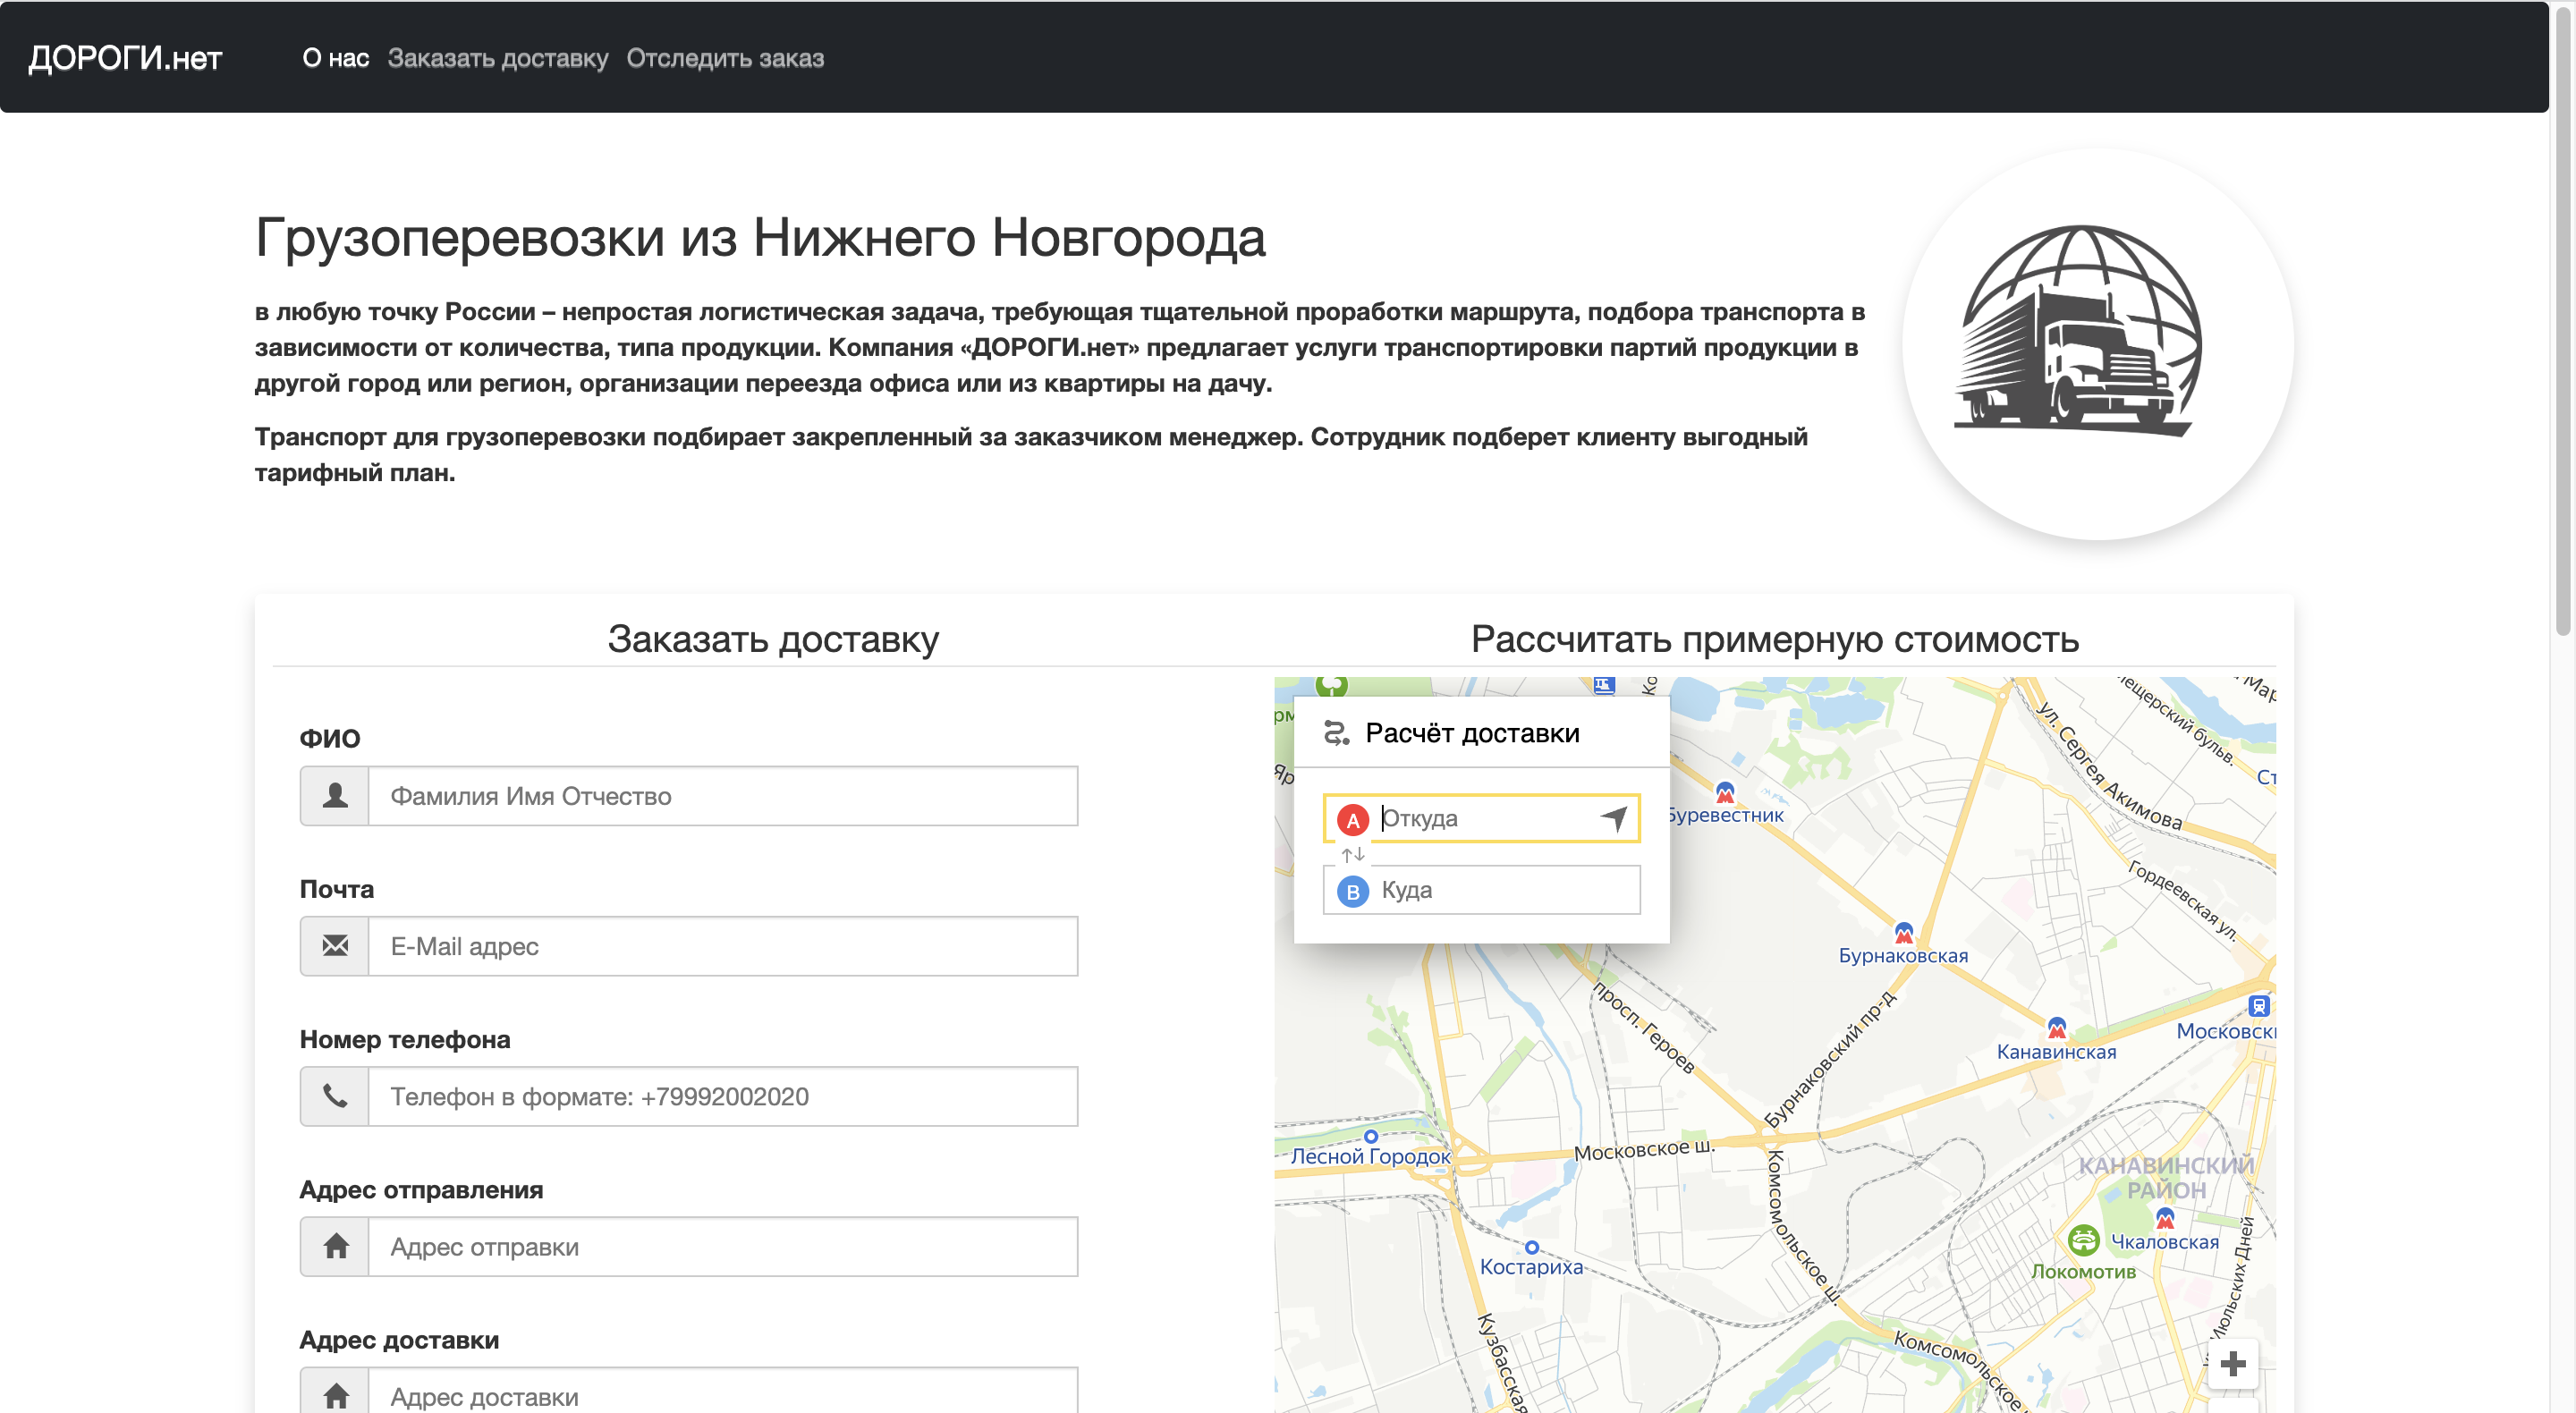 ДОРОГИ.нет
О нас Заказать доставку Отследить заказ
Грузоперевозки из Нижнего Новгорода
в любую точку России – непростая логистическая задача, требующая тщательной проработки маршрута, подбора транспорта в
зависимости от количества, типа продукции. Компания «ДОРОГИ.нет» предлагает услуги транспортировки партий продукции в
другой город или регион, организации переезда офиса или из квартиры на дачу.
Транспорт для грузоперевозки подбирает закрепленный за заказчиком менеджер. Сотрудник подберет клиенту выгодный
тарифный план.
Заказать доставку
ФИО
Фамилия Имя Отчество
Почта
E-Mail адрес
Номер телефона
Телефон в формате: +79992002020
Адрес отправления
Адрес отправки
Адрес доставки
Адрес доставки
Рассчитать примерную стоимость
Расчёт доставки
A Откуда
B Куда
Буревестник
ул. Сергея Акимова
Гордеевская ул.
Бурнаковская
просп. Героев
Бурнаковский пр-д
Канавинская
Московск
Лесной Городок
Московское ш.
Комсомольское ш.
КАНАВИНСКИЙ
РАЙОН
Чкаловская
Локомотив
Костариха
Кузбасская
Комсомольское